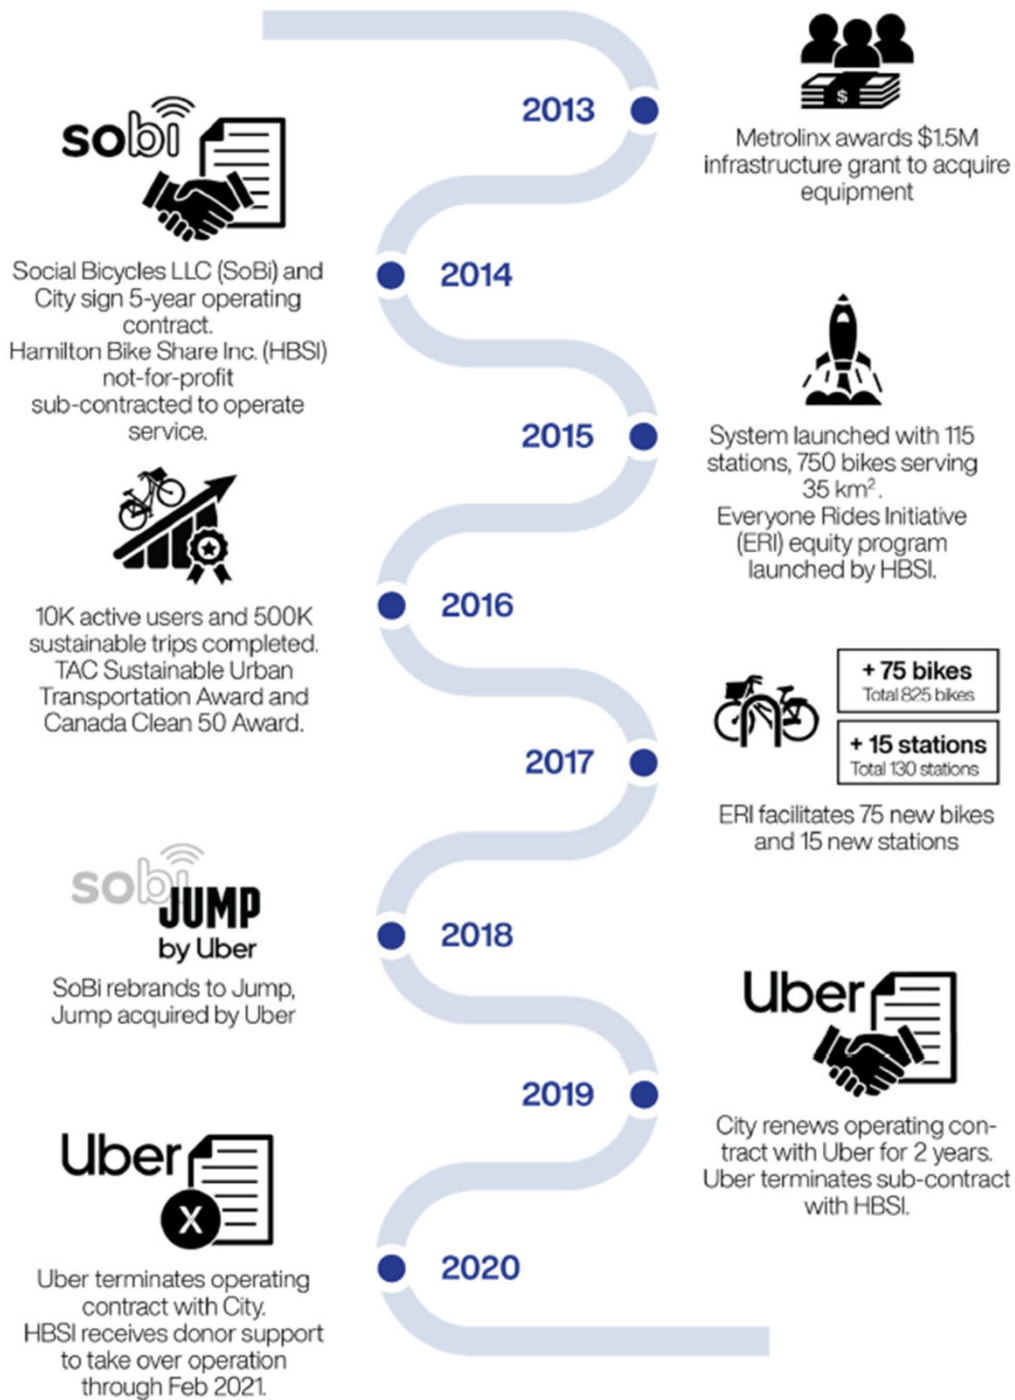 2013
$
Metrolinx awards $1.5M
infrastructure grant to acquire
equipment
sobi
Social Bicycles LLC (SoBi) and
City sign 5-year operating
contract.
Hamilton Bike Share Inc. (HBSI)
not-for-profit
sub-contracted to operate
service.
2014
2015
System launched with 115
stations, 750 bikes serving
35 km².
Everyone Rides Initiative
(ERI) equity program
launched by HBSI.
10K active users and 500K
sustainable trips completed.
TAC Sustainable Urban
Transportation Award and
Canada Clean 50 Award.
2016
2017
+ 75 bikes
Total 825 bikes
+ 15 stations
Total 130 stations
ERI facilitates 75 new bikes
and 15 new stations
sobi
JUMP
by Uber
SoBi rebrands to Jump,
Jump acquired by Uber
2018
2019
Uber
City renews operating con-
tract with Uber for 2 years.
Uber terminates sub-contract
with HBSI.
Uber
X
Uber terminates operating
contract with City.
HBSI receives donor support
to take over operation
through Feb 2021.
2020